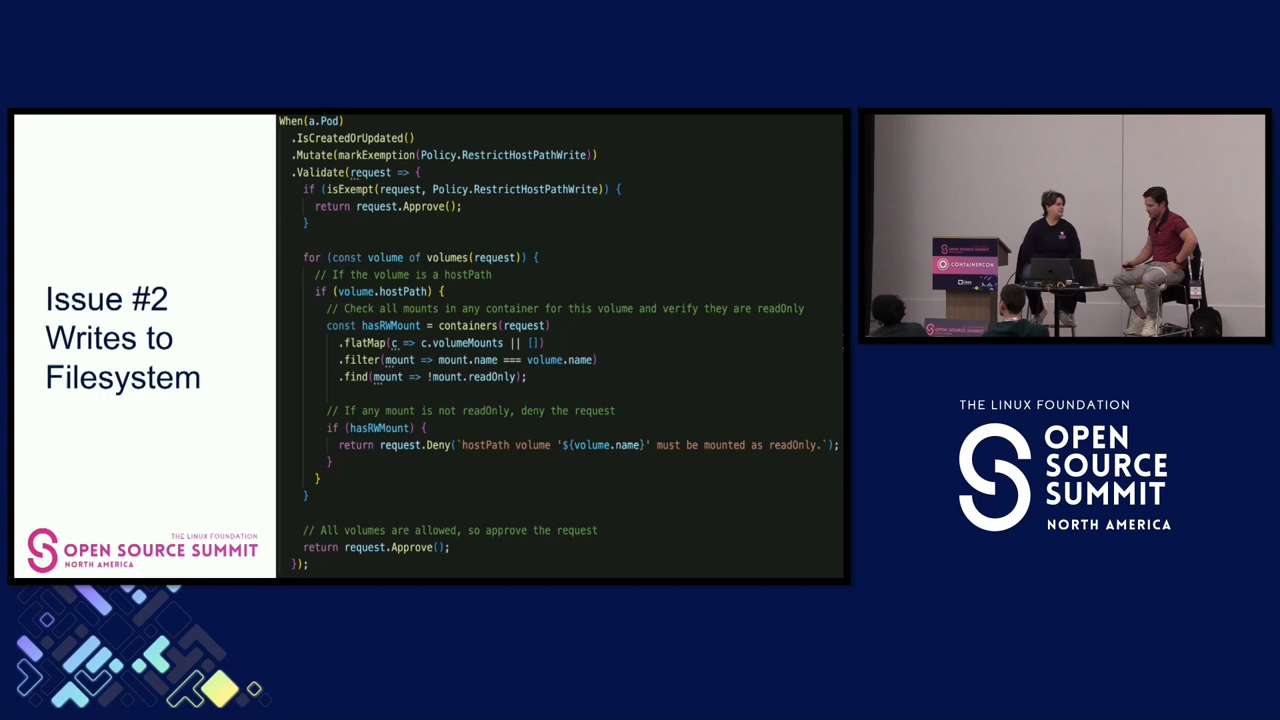 Issue #2
Writes to
Filesystem
THE LINUX FOUNDATION
OPEN SOURCE SUMMIT
NORTH AMERICA
When(a.Pod)
  .IsCreatedOrUpdated()
  .Mutate(markExemption(Policy.RestrictHostPathWrite))
  .Validate(request => {
    if (isExempt(request, Policy.RestrictHostPathWrite)) {
      return request.Approve();
    }
    for (const volume of volumes(request)) {
      // If the volume is a hostPath
      if (volume.hostPath) {
        // Check all mounts in any container for this volume and verify they are readOnly
        const hasRWMount = containers(request)
          .flatMap(c => c.volumeMounts || [])
          .filter(mount => mount.name === volume.name)
          .find(mount => !mount.readOnly);
        // If any mount is not readOnly, deny the request
        if (hasRWMount) {
          return request.Deny(`hostPath volume '${volume.name}' must be mounted as readOnly.`);
        }
      }
    }
    // All volumes are allowed, so approve the request
    return request.Approve();
  });
CONTAINERCON
THE LINUX FOUNDATION
OPEN
SOURCE
SUMMIT
NORTH AMERICA